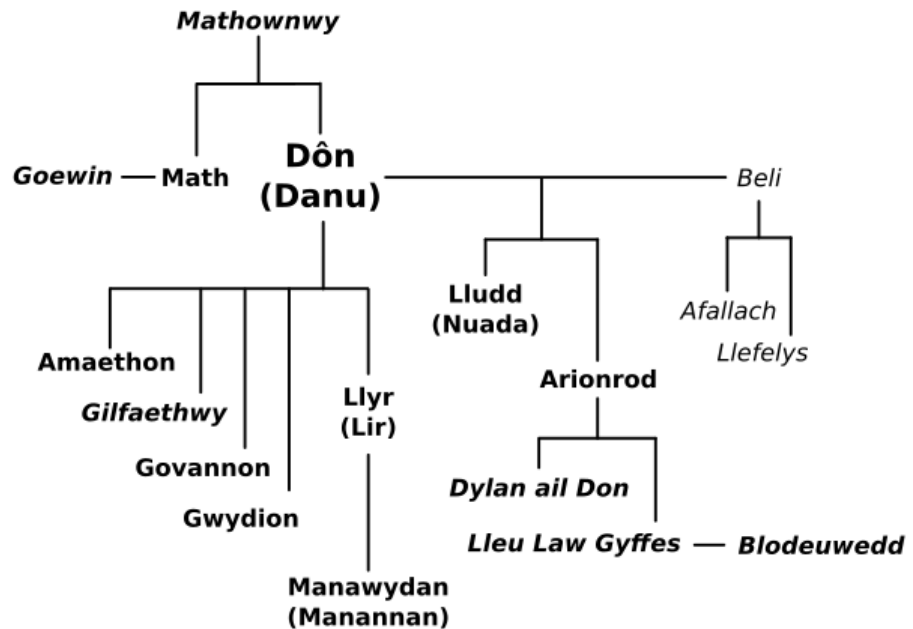 Mathownwy
Dôn
(Danu)
Goewin
Math
Beli
Lludd
(Nuada)
Afallach
Llefelys
Amaethon
Gilfaethwy
Govannon
Gwydion
Llyr
(Lir)
Arionrod
Dylan ail Don
Lleu Law Gyffes
Blodeuwedd
Manawydan
(Manannan)